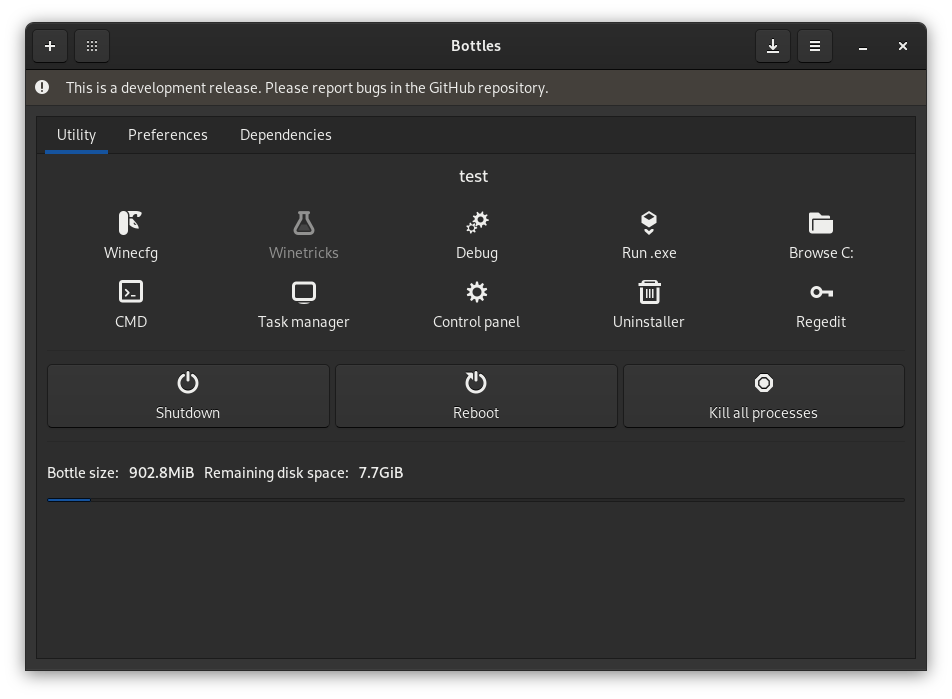 Bottles
This is a development release. Please report bugs in the GitHub repository.
Utility Preferences Dependencies
test
Winecfg Winetricks Debug Run .exe Browse C:
CMD Task manager Control panel Uninstaller Regedit
Shutdown Reboot Kill all processes
Bottle size: 902.8MiB Remaining disk space: 7.7GiB